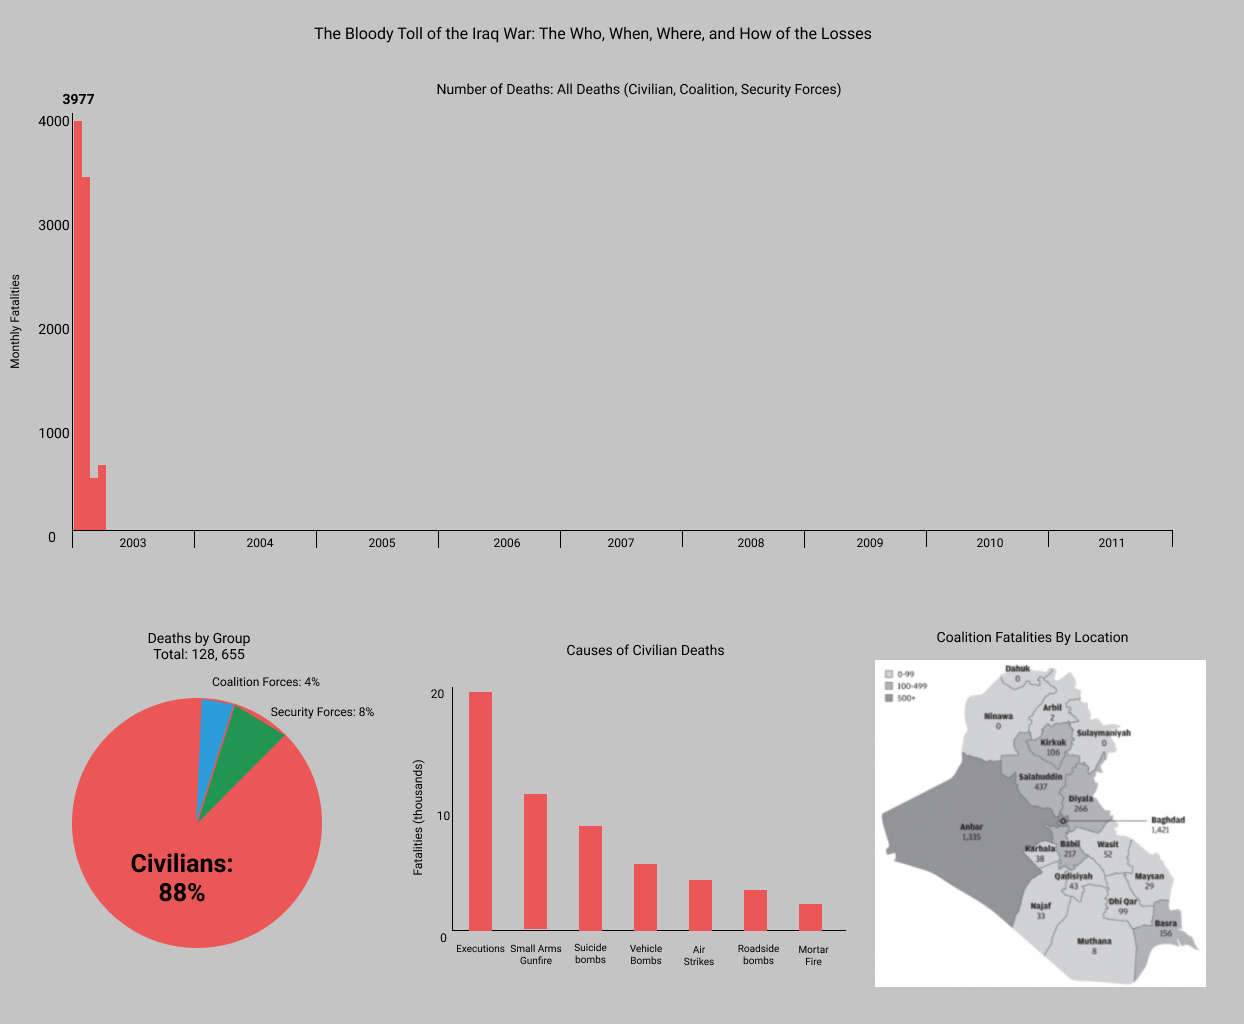 The Bloody Toll of the Iraq War: The Who, When, Where, and How of the Losses
Number of Deaths: All Deaths (Civilian, Coalition, Security Forces)
3977
4000
3000
2000
1000
0
Monthly Fatalities
2003
2004
2005
2006
2007
2008
2009
2010
2011
Deaths by Group
Total: 128, 655
Coalition Forces: 4%
Security Forces: 8%
Civilians:
88%
Causes of Civilian Deaths
20
10
0
Fatalities (thousands)
Executions
Small Arms
Gunfire
Suicide
bombs
Vehicle
Bombs
Air
Strikes
Roadside
bombs
Mortar
Fire
Coalition Fatalities By Location
0-99
100-499
500+
Dahuk
0
Ninawa
0
Arbil
2
Sulaymaniyah
0
Kirkuk
106
Salahuddin
437
Diyala
266
Anbar
1,335
Baghdad
1,421
Karbala
38
Babil
217
Wasit
52
Qadisiyah
43
Maysan
29
Najaf
33
Dhi Qar
99
Basra
156
Muthana
8